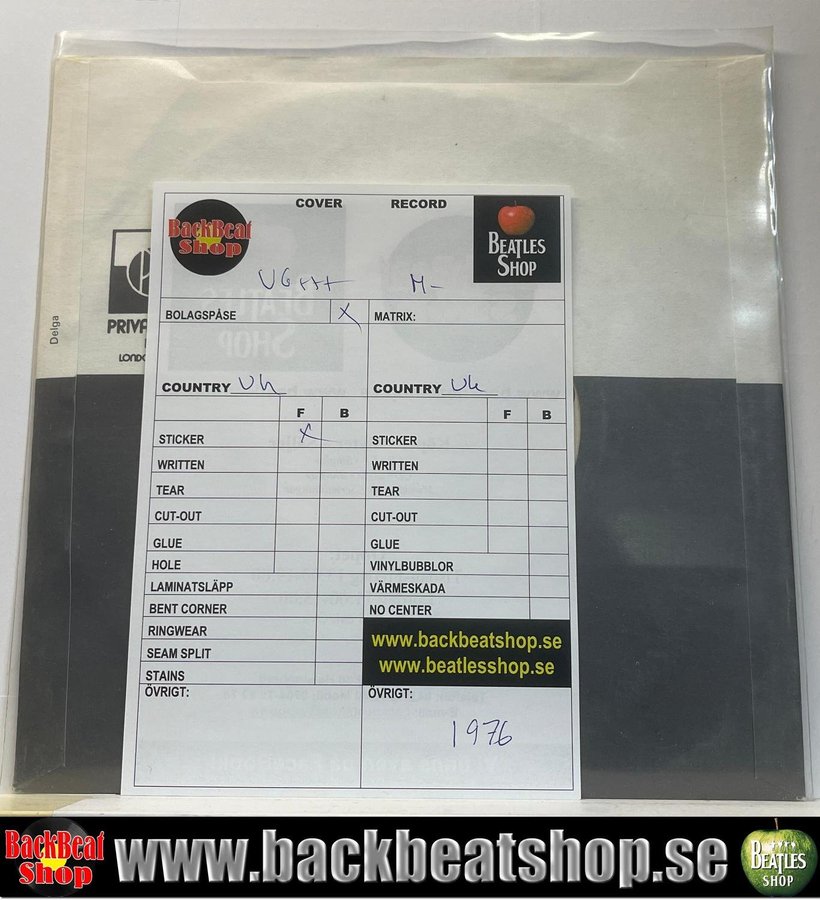 COVER RECORD
BackBeat
Shop
BEATLES
SHOP
VG+++ M-
BOLAGSPÅSE X MATRIX:
COUNTRY Uk COUNTRY Uk
F B F B
STICKER X STICKER
WRITTEN WRITTEN
TEAR TEAR
CUT-OUT CUT-OUT
GLUE GLUE
HOLE VINYLBUBBLOR
LAMINATSLÄPP VÄRMESKADA
BENT CORNER NO CENTER
RINGWEAR
SEAM SPLIT
STAINS
www.backbeatshop.se
www.beatlesshop.se
ÖVRIGT: ÖVRIGT:
1976
Delga
BackBeat
Shop
www.backbeatshop.se
BEATLES
SHOP